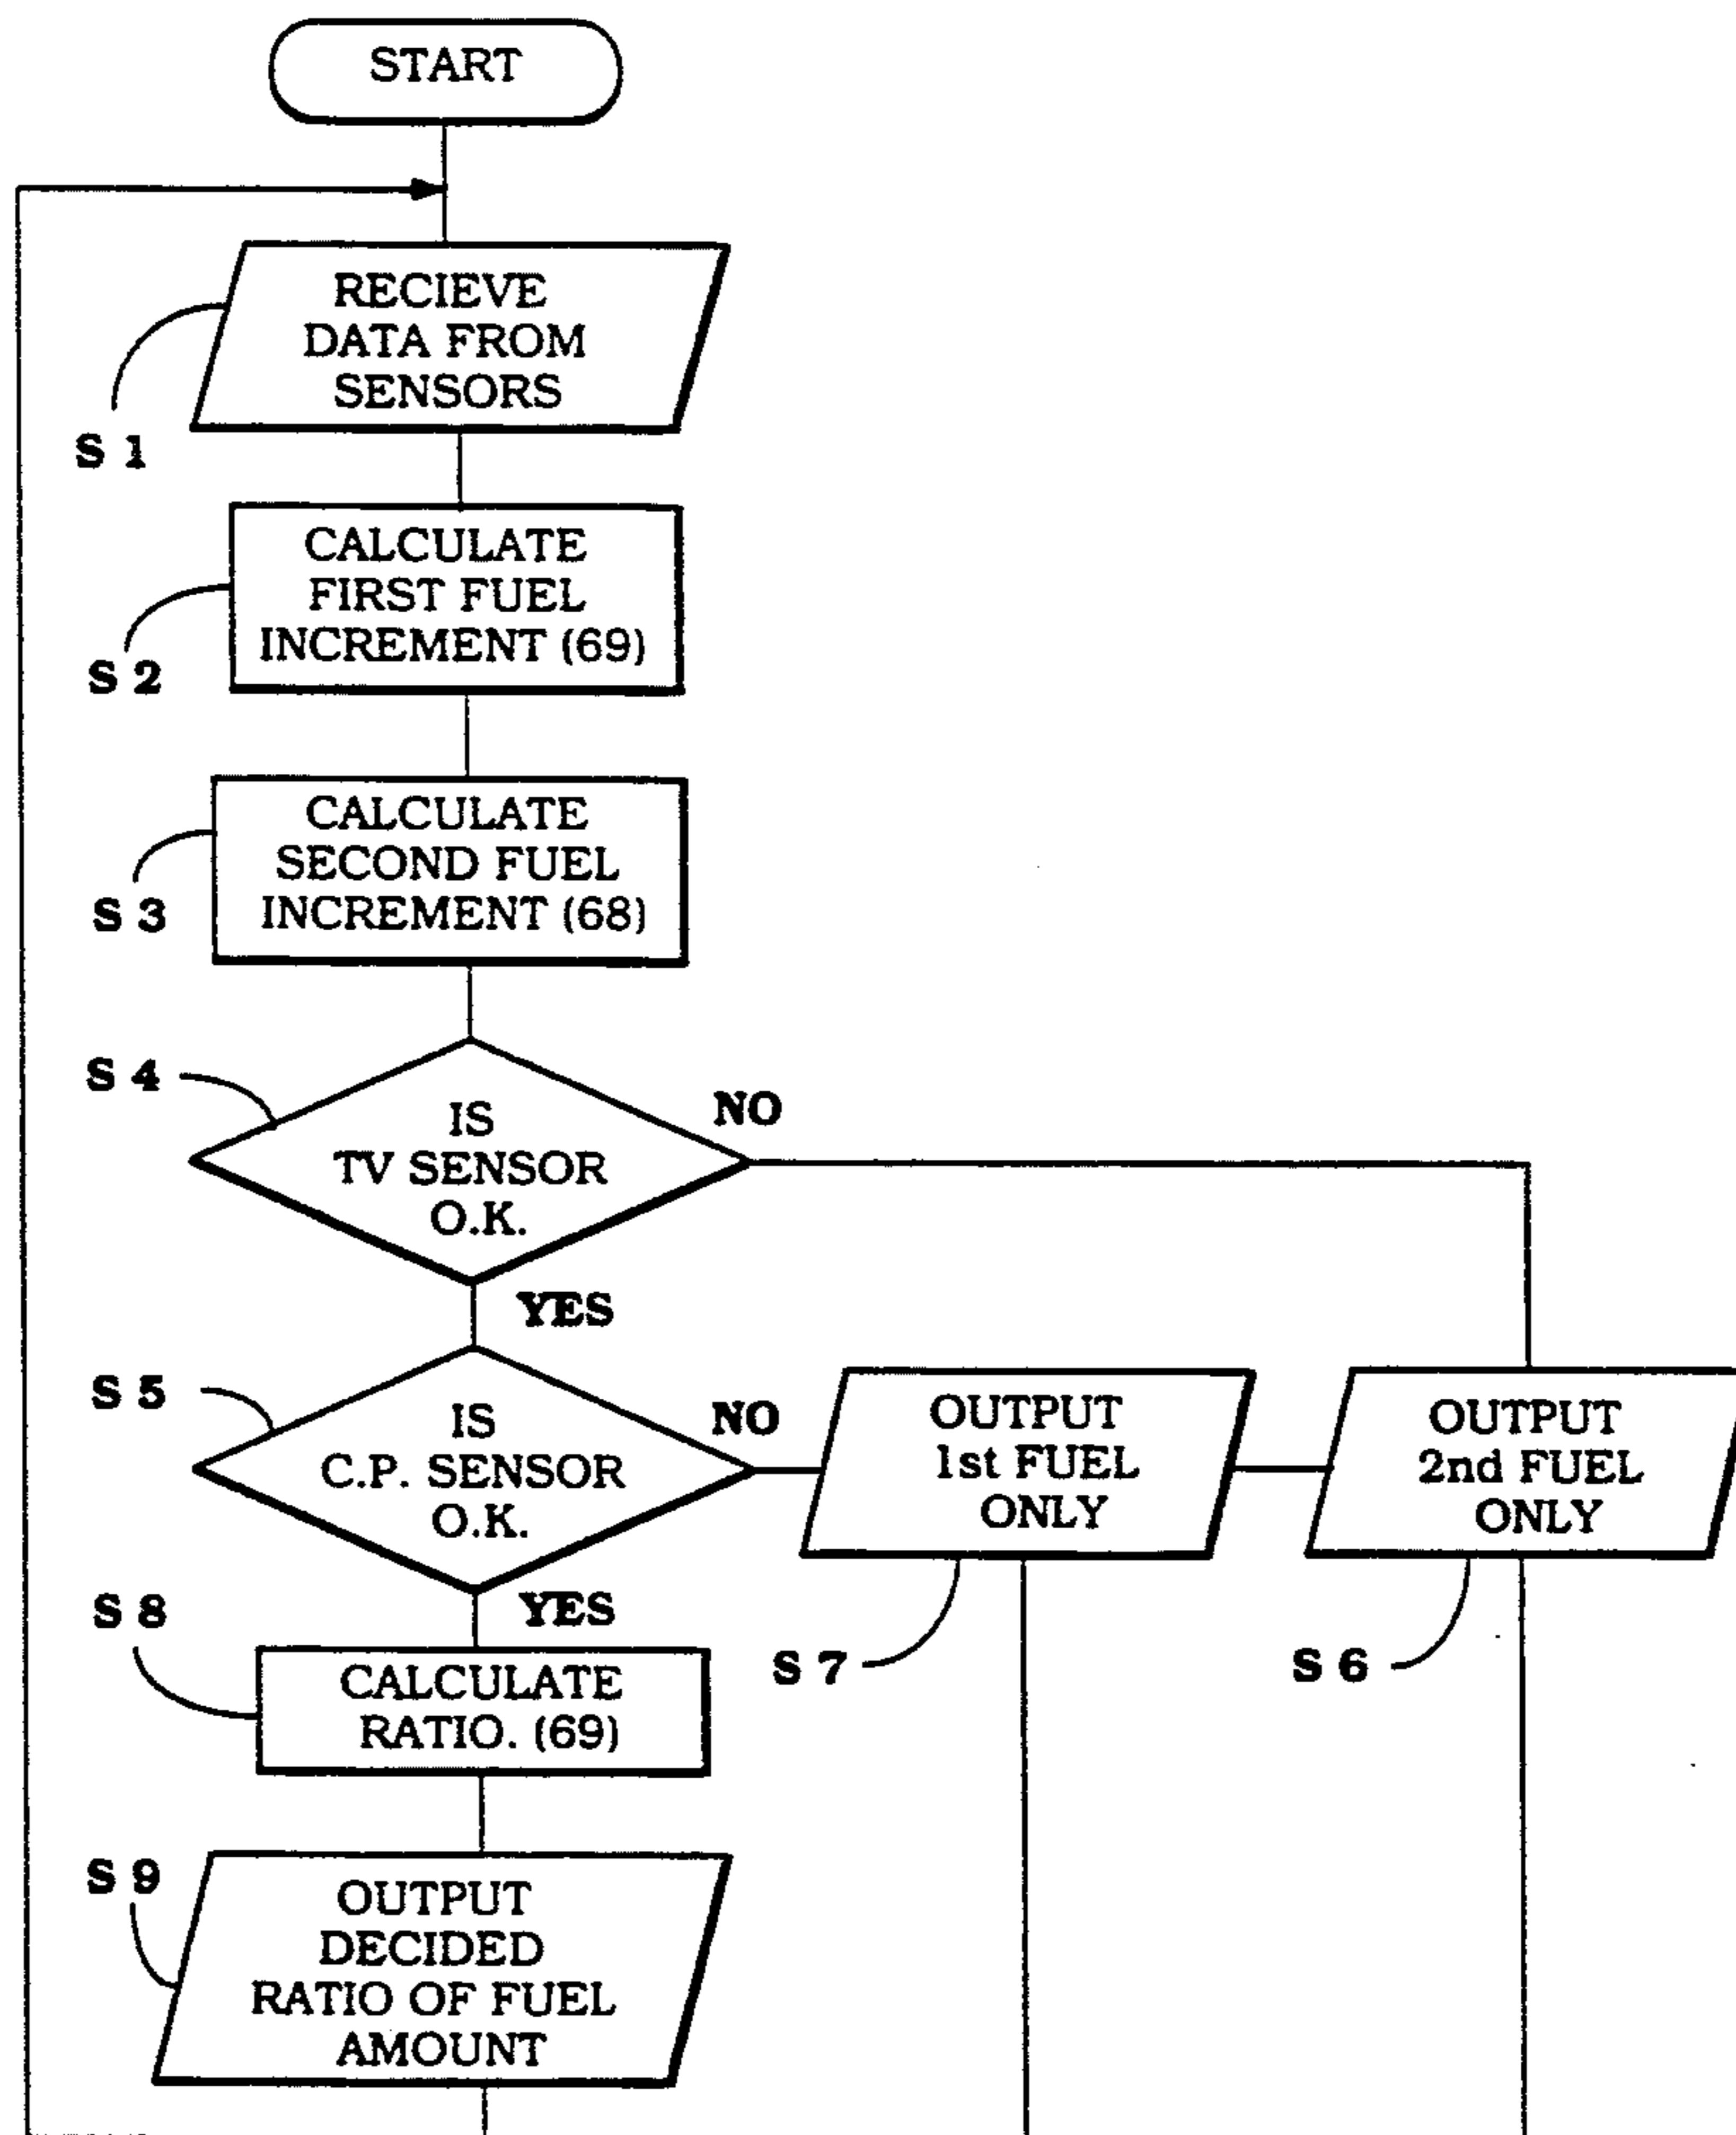 START
RECIEVE
DATA FROM
SENSORS
S 1
CALCULATE
FIRST FUEL
INCREMENT (69)
S 2
CALCULATE
SECOND FUEL
INCREMENT (68)
S 3
S 4
IS
TV SENSOR
O.K.
NO
YES
S 5
IS
C.P. SENSOR
O.K.
NO
YES
OUTPUT
1st FUEL
ONLY
S 7
OUTPUT
2nd FUEL
ONLY
S 6
S 8
CALCULATE
RATIO. (69)
S 9
OUTPUT
DECIDED
RATIO OF FUEL
AMOUNT